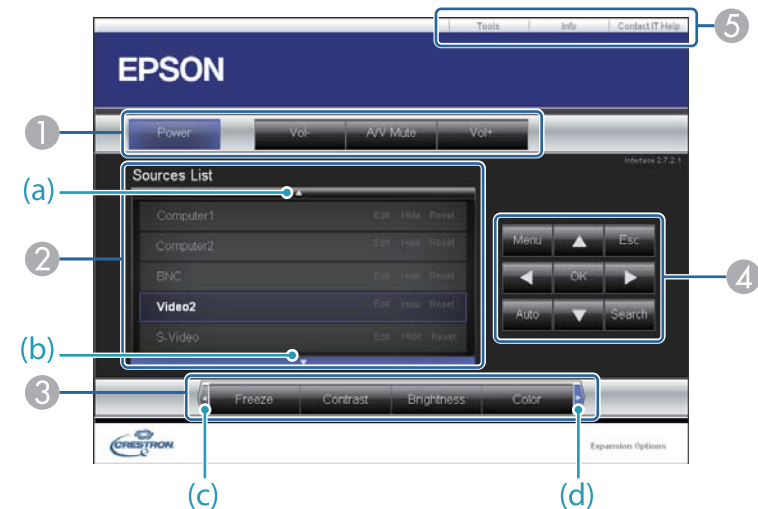 Tools Info Contact IT Help 5
EPSON
1 Power Vol- A/V Mute Vol+
Interface 2.7.2.1
Sources List
(a)
Computer1 Edit Hide Reset
Computer2 Edit Hide Reset
BNC Edit Hide Reset
Video2 Edit Hide Reset
S-Video Edit Hide Reset
2
(b)
Menu Esc
OK
Auto Search
4
3 Freeze Contrast Brightness Color
CRESTRON
Expansion Options
(c) (d)